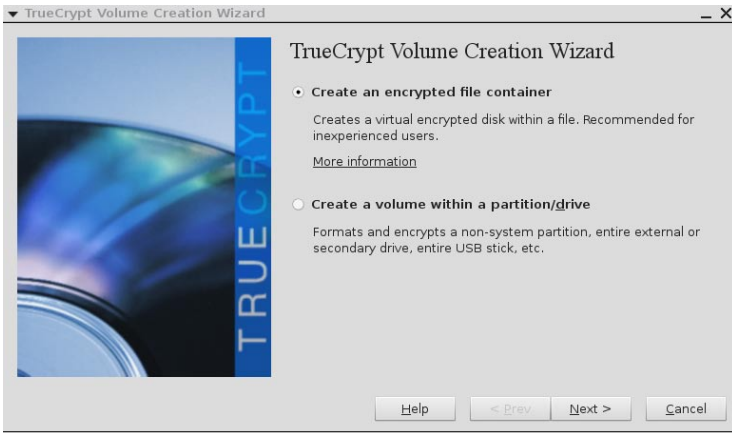 TrueCrypt Volume Creation Wizard
TRUECRYPT
TrueCrypt Volume Creation Wizard
Create an encrypted file container
Creates a virtual encrypted disk within a file. Recommended for
inexperienced users.
More information
Create a volume within a partition/drive
Formats and encrypts a non-system partition, entire external or
secondary drive, entire USB stick, etc.
Help
< Prev
Next >
Cancel